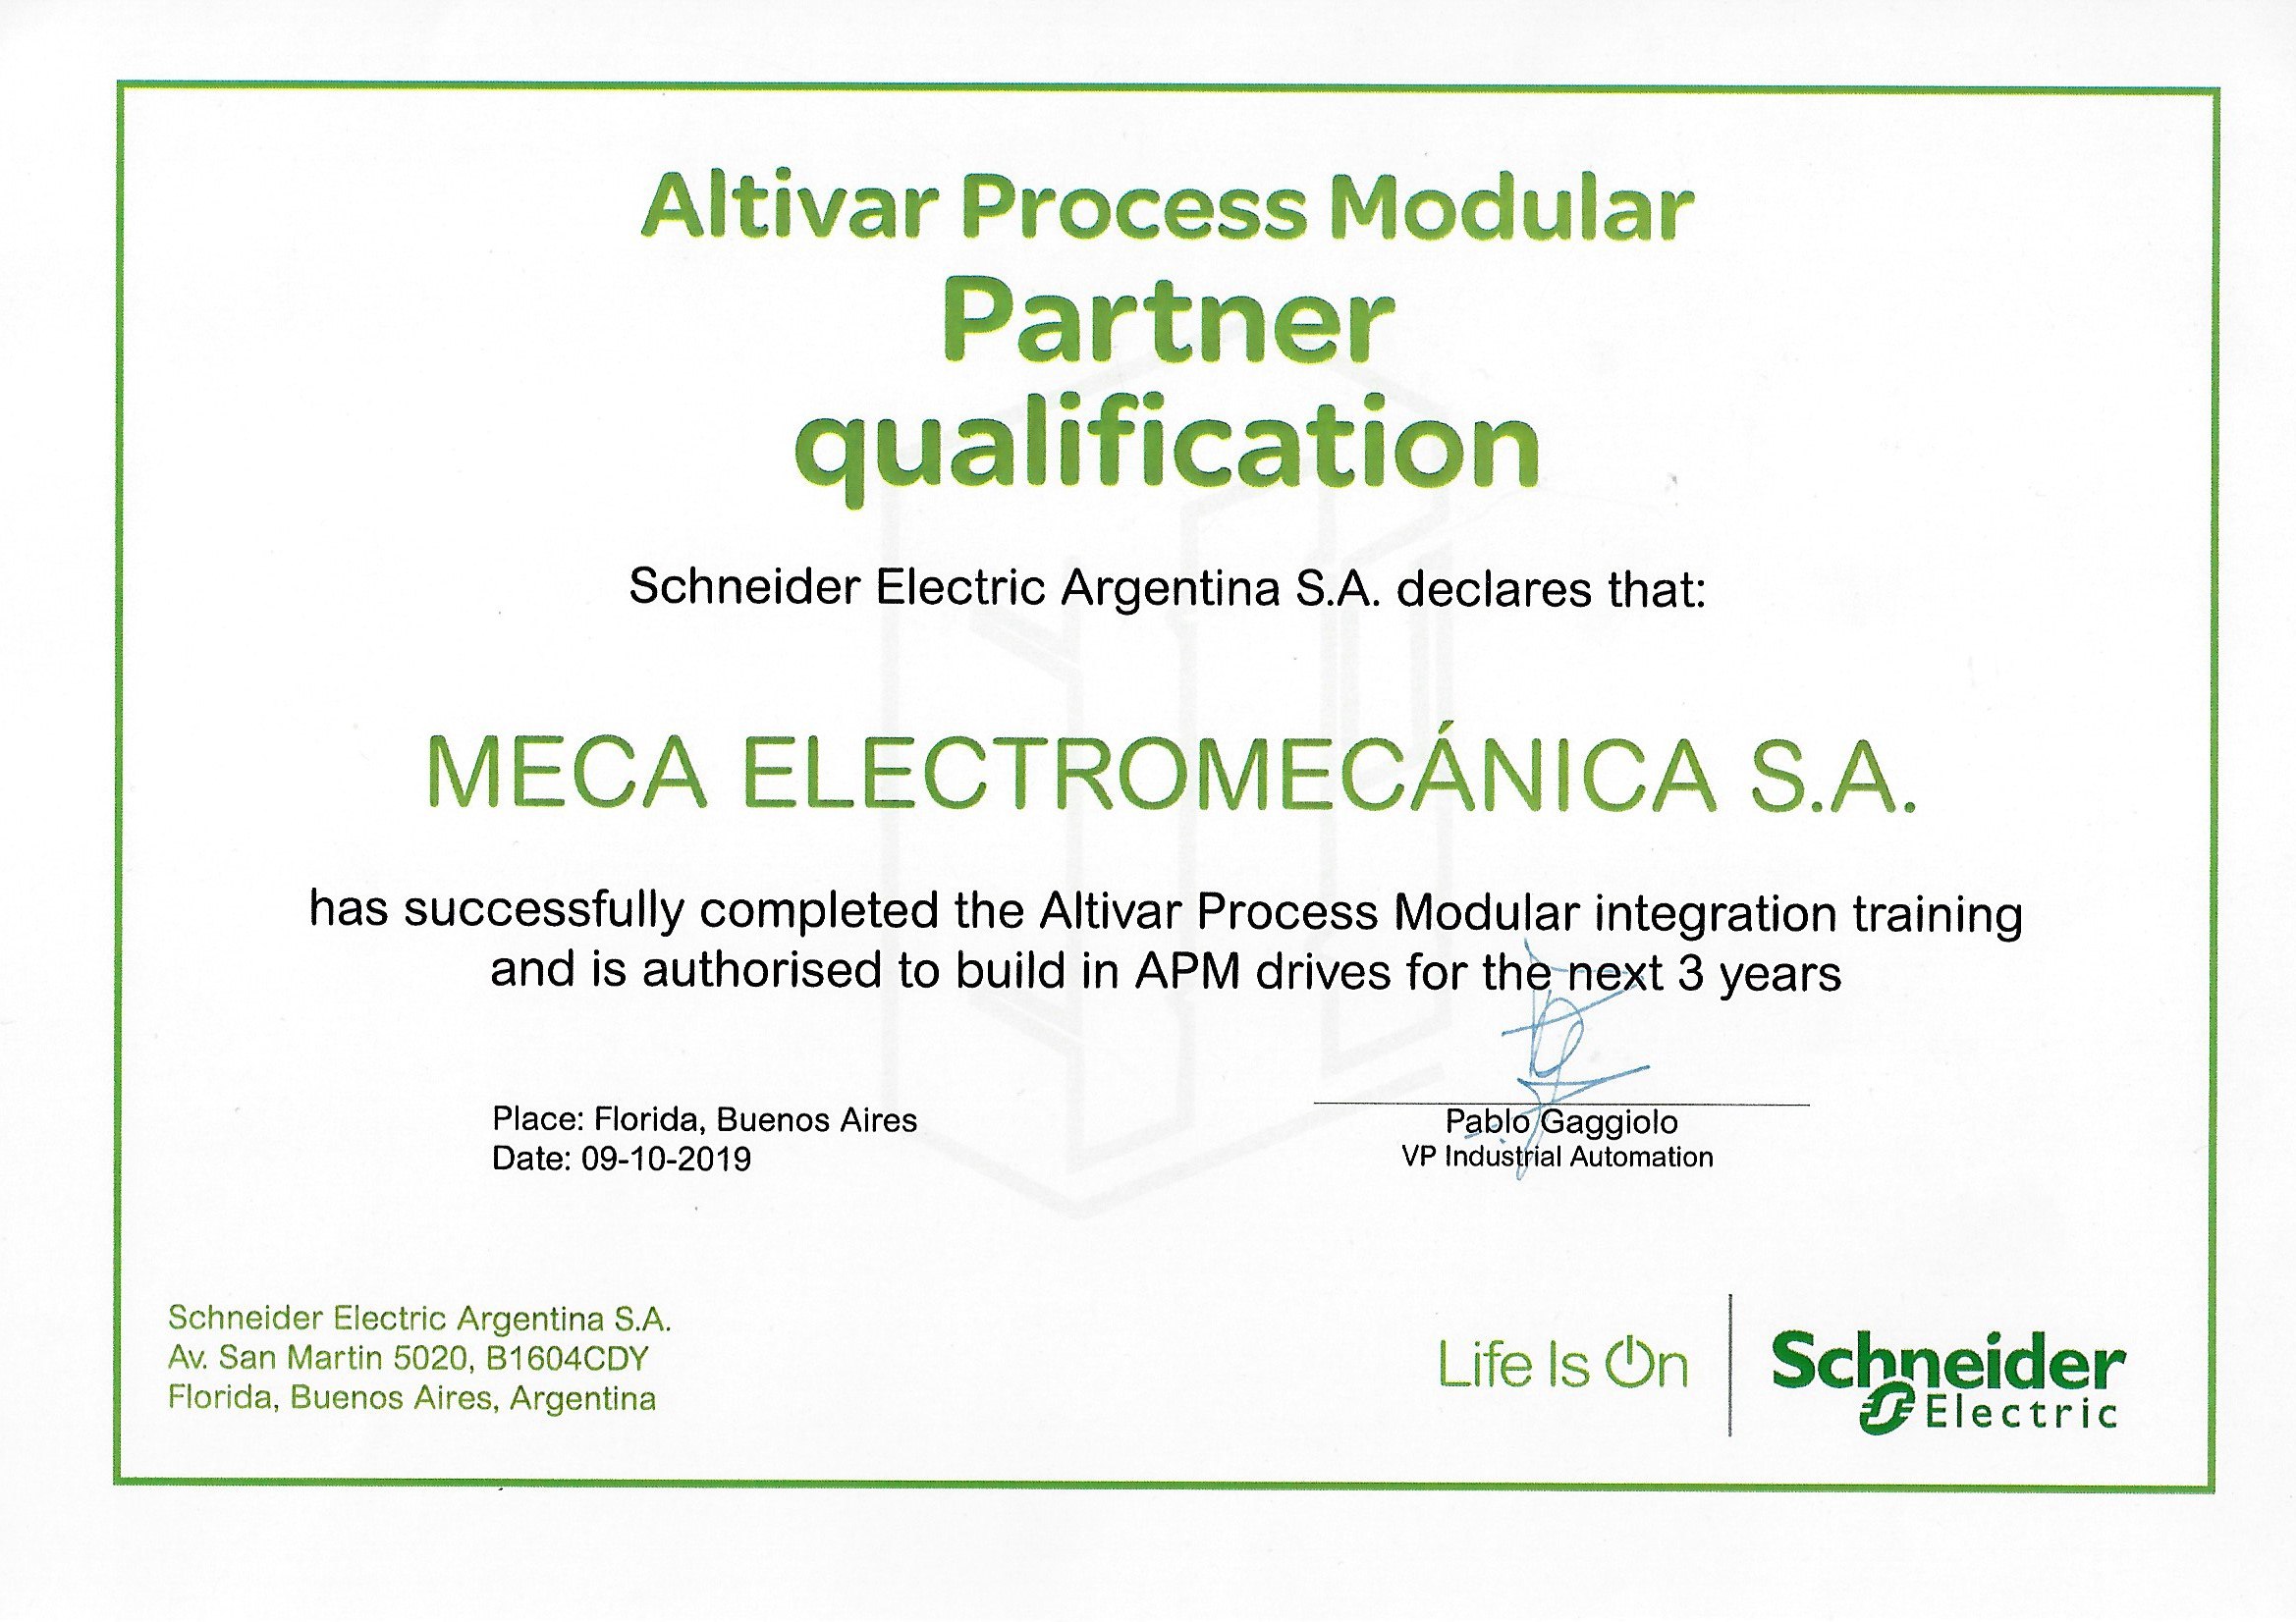 Altivar Process Modular
Partner
qualification
Schneider Electric Argentina S.A. declares that:
MECA ELECTROMECÁNICA S.A.
has successfully completed the Altivar Process Modular integration training
and is authorised to build in APM drives for the next 3 years
Place: Florida, Buenos Aires
Date: 09-10-2019
Pablo Gaggiolo
VP Industrial Automation
Schneider Electric Argentina S.A.
Av. San Martin 5020, B1604CDY
Florida, Buenos Aires, Argentina
Life Is On
Schneider
Electric